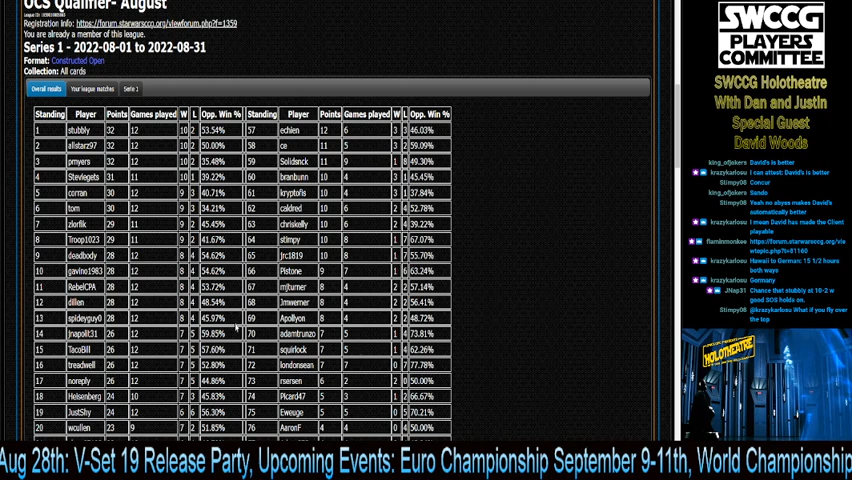 OCS Qualifier- August
Registration Info: https://forum.starwarsccg.org/viewforum.php?f=1359
You are already a member of this league.
Series 1 - 2022-08-01 to 2022-08-31
Format: Constructed Open
Collection: All cards
Overall results Your league matches Serie 1
Standing Player Points Games played W L Opp. Win % Standing Player Points Games played W L Opp. Win %
1 stubbly 32 12 10 2 53.54% 57 echien 12 6 3 3 46.03%
2 allstarz97 32 12 10 2 50.00% 58 ce 11 5 3 2 59.09%
3 pmyers 32 12 10 2 35.48% 59 Solidsnck 11 9 1 8 49.30%
4 Stevlegets 31 11 10 1 39.22% 60 branbunn 10 4 3 1 45.45%
5 corran 30 12 9 3 40.71% 61 kryptofis 10 4 3 1 37.84%
6 tom 30 12 9 3 34.21% 62 caldred 10 6 2 4 52.78%
7 zlorfik 29 11 9 2 45.45% 63 chriskelly 10 6 2 4 39.22%
8 Troop1023 29 11 9 2 41.67% 64 stimpy 10 8 1 7 67.07%
9 deadbody 28 12 8 4 54.62% 65 jrc1819 10 8 1 7 55.70%
10 gavino1983 28 12 8 4 54.62% 66 Pistone 9 7 1 6 63.24%
11 RebelCPA 28 12 8 4 53.72% 67 mjturner 8 4 2 2 57.14%
12 dillen 28 12 8 4 48.54% 68 Jmwerner 8 4 2 2 56.41%
13 spideyguy0 28 12 8 4 45.97% 69 Apollyon 8 4 2 2 48.72%
14 jnapolit31 26 12 7 5 59.85% 70 adamtrunzo 7 5 1 4 73.81%
15 TacoBill 26 12 7 5 57.60% 71 squirlock 7 5 1 4 62.26%
16 treadwell 26 12 7 5 52.80% 72 londonsean 7 7 0 7 77.78%
17 noreply 26 12 7 5 44.86% 73 rsersen 6 2 2 0 50.00%
18 Heisenberg 24 10 7 3 45.83% 74 Picard47 5 3 1 2 66.67%
19 JustShy 24 12 6 6 56.30% 75 Eweuge 5 5 0 5 70.21%
20 wcullen 23 9 7 2 51.85% 76 AaronF 4 4 0 4 50.00%
SWCCG
PLAYERS
COMMITTEE
SWCCG Holotheatre
With Dan and Justin
Special Guest
David Woods
king_ofjokers David's is better
krazykarlosu I can attest: David's is better
Stimpy08 Concur
king_ofjokers Sando
Stimpy08 Yeah no abyss makes David's
automatically better
krazykarlosu I mean David has made the Client
playable
flaminmonkee https://forum.starwarsccg.org/vie
wtopic.php?t=81160
krazykarlosu Hawaii to German: 15 1/2 hours
both ways
krazykarlosu Germany
JNap31 Chance that stubbly at 10-2 w
good SOS holds on.
Stimpy08 @krazykarlosu What if you fly over
the top
HOLOTHEATRE
Aug 28th: V-Set 19 Release Party, Upcoming Events: Euro Championship September 9-11th, World Championship